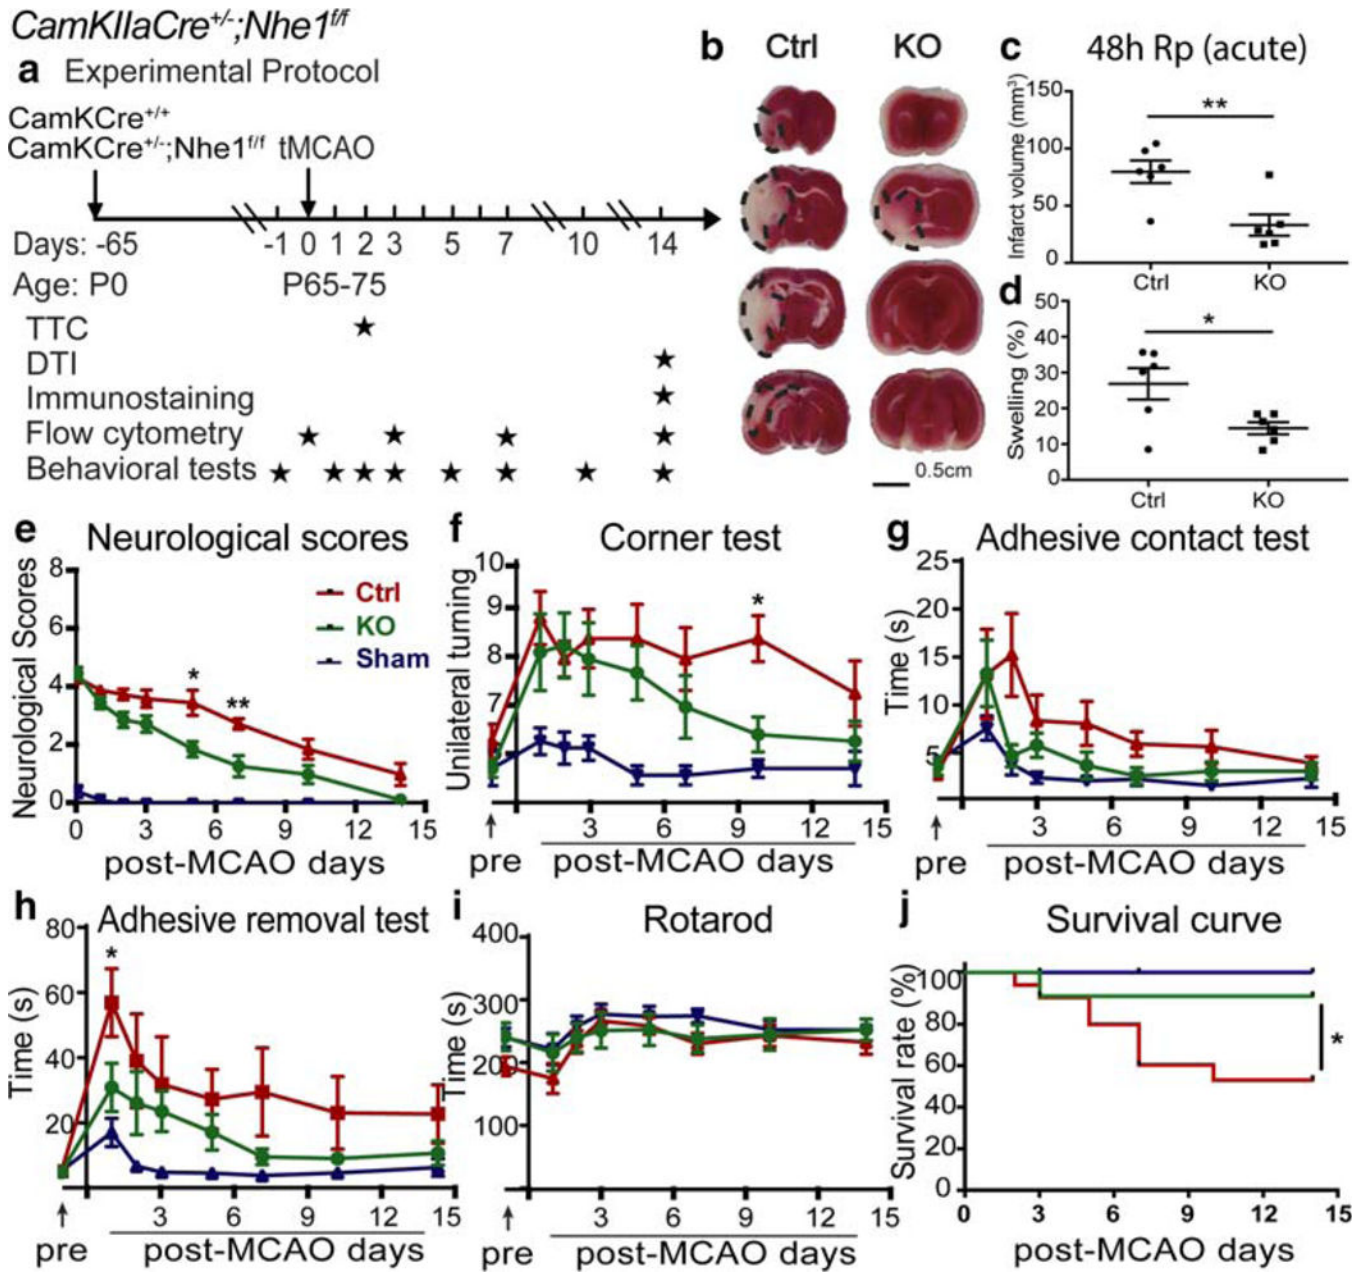 CamKIIaCre+/-;Nhe1f/f
a Experimental Protocol
CamKCre+/+
CamKCre+/-;Nhe1f/f tMCAO
Days: -65 -1 0 1 2 3 5 7 10 14
Age: P0 P65-75
TTC ★
DTI ★
Immunostaining ★
Flow cytometry ★ ★ ★ ★
Behavioral tests ★ ★ ★ ★ ★ ★ ★ ★
b Ctrl KO
0.5cm
c 48h Rp (acute)
Infarct volume (mm3)
150
100
50
0
**
Ctrl KO
d
Swelling (%)
50
40
30
20
10
0
*
Ctrl KO
e Neurological scores
Neurological Scores
8
6
4
2
0
Ctrl
KO
Sham
*
**
0 3 6 9 12 15
post-MCAO days
f Corner test
Unilateral turning
10
9
8
7
*
3 6 9 12 15
pre post-MCAO days
g Adhesive contact test
Time (s)
25
20
15
10
5
3 6 9 12 15
pre post-MCAO days
h Adhesive removal test
Time (s)
80
60
40
20
*
3 6 9 12 15
pre post-MCAO days
i Rotarod
Time (s)
400
300
200
100
3 6 9 12 15
pre post-MCAO days
j Survival curve
Survival rate (%)
100
80
60
40
20
0
*
0 3 6 9 12 15
post-MCAO days